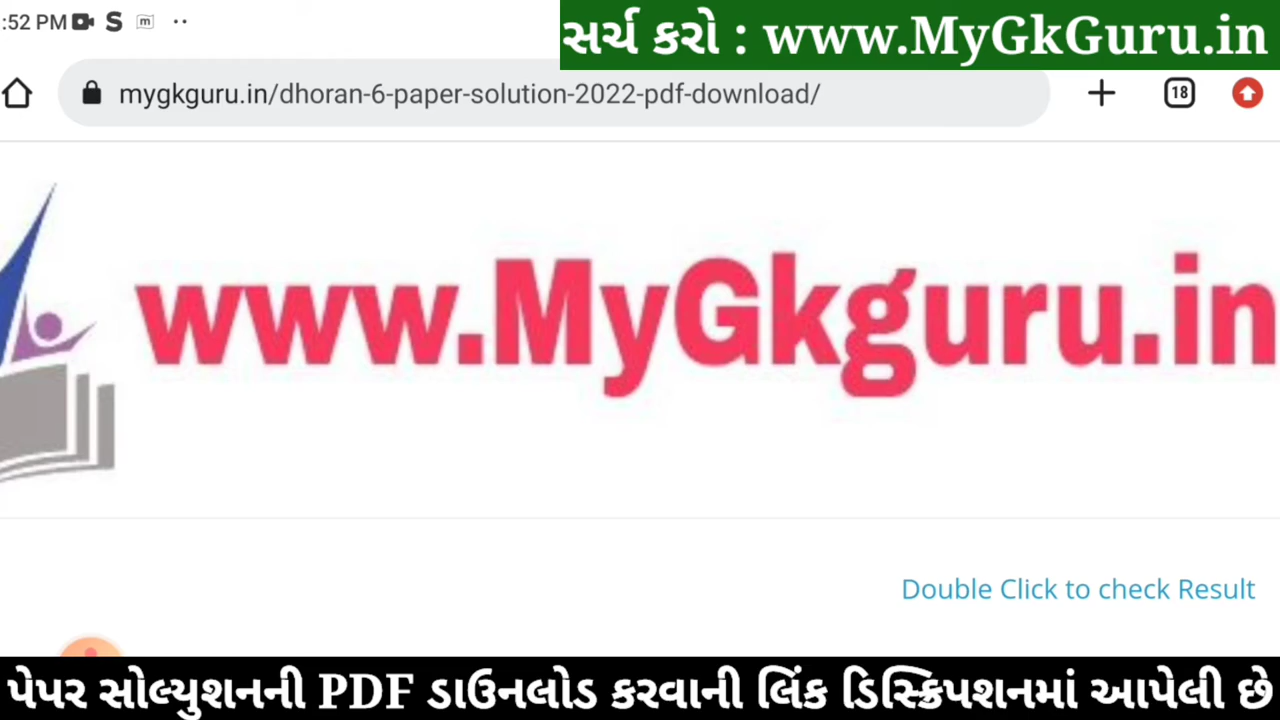 :52 PM S m
સર્ચ કરો : www.MyGkGuru.in
mygkguru.in/dhoran-6-paper-solution-2022-pdf-download/
18
www.MyGkguru.in
Double Click to check Result
પેપર સોલ્યુશનની PDF ડાઉનલોડ કરવાની લિંક ડિસ્ક્રિપશનમાં આપેલી છે